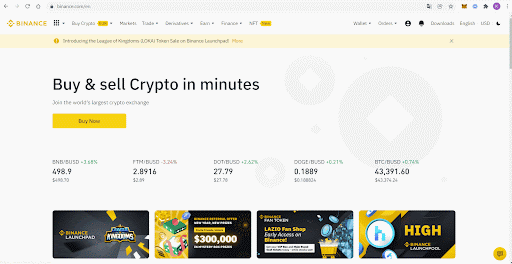 binance.com/en
BINANCE Buy Crypto EUR Markets Trade Derivatives Earn Finance NFT New Wallet Orders Downloads English USD
Introducing the League of Kingdoms (LOKA) Token Sale on Binance Launchpad! More
Buy & sell Crypto in minutes
Join the world's largest crypto exchange
Buy Now
BNB/BUSD +3.68% FTM/BUSD -3.26% DOT/BUSD +2.62% DOGE/BUSD +0.21% BTC/BUSD +0.74%
498.9 2.8916 27.79 0.1889 43,391.60
$498.70 $2.89 $27.78 $0.188824 $43,374.24
BINANCE LAUNCHPAD
KINGDOMS
BINANCE REFERRAL OFFER
NEW YEAR, NEW PRIZES
$300,000
IN MYSTERY BOX PRIZES
BINANCE FAN TOKEN
LAZIO Fan Shop
Early Access on
Binance!
HIGH
BINANCE LAUNCHPOOL